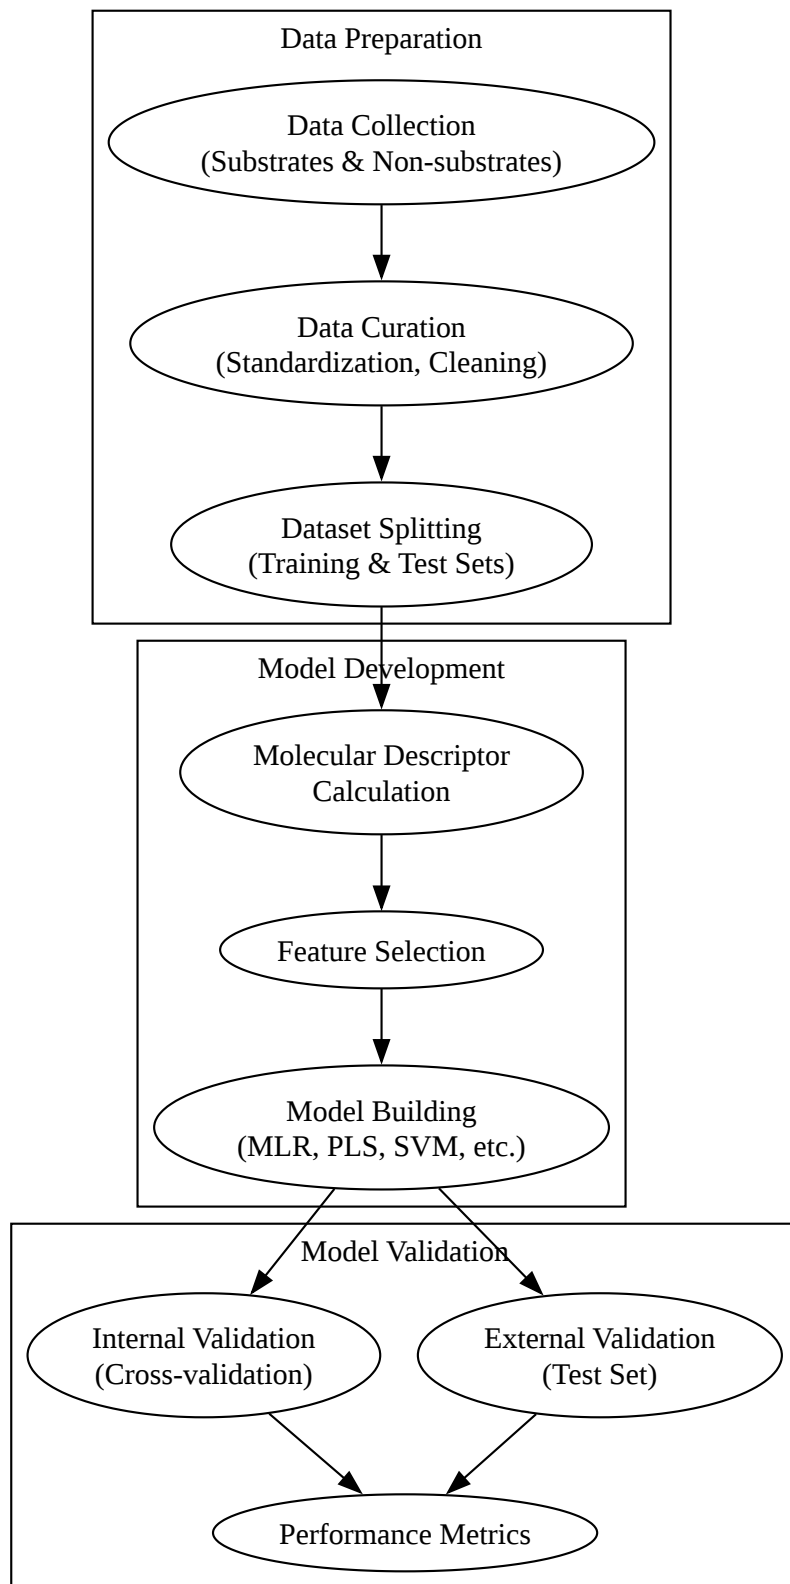 Data Preparation
Data Collection
(Substrates & Non-substrates)
Data Curation
(Standardization, Cleaning)
Dataset Splitting
(Training & Test Sets)
Model Development
Molecular Descriptor
Calculation
Feature Selection
Model Building
(MLR, PLS, SVM, etc.)
Model Validation
Internal Validation
(Cross-validation)
External Validation
(Test Set)
Performance Metrics